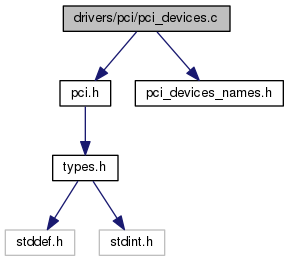 drivers/pci/pci_devices.c
pci.h
pci_devices_names.h
types.h
stddef.h
stdint.h